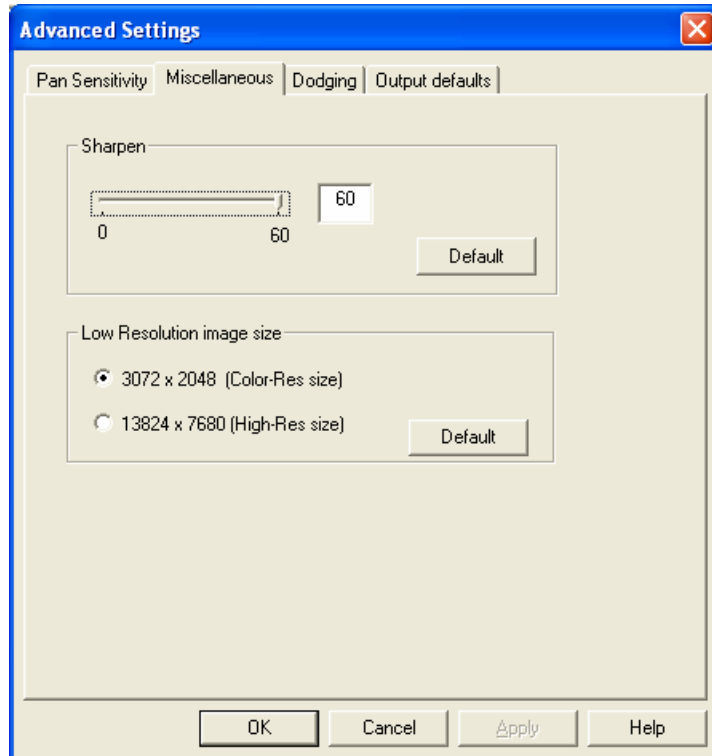 Advanced Settings
Pan Sensitivity Miscellaneous Dodging Output defaults
Sharpen
60
0 60
Default
Low Resolution image size
3072 x 2048 (Color-Res size)
13824 x 7680 (High-Res size)
Default
OK Cancel Apply Help